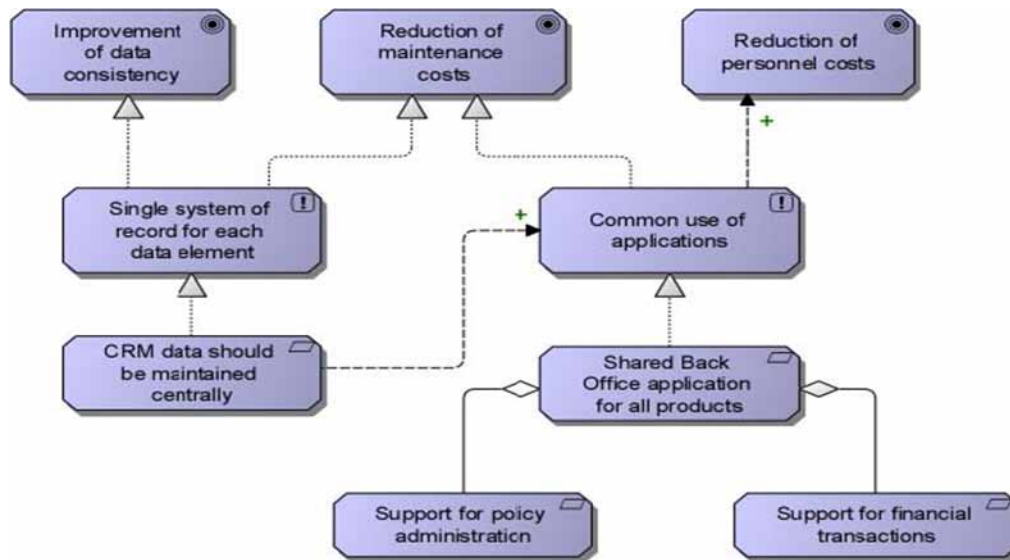 Improvement
of data
consistency
Reduction of
maintenance
costs
Reduction of
personnel costs
+
Single system of
record for each
data element
!
+
Common use of
applications
!
CRM data should
be maintained
centrally
Shared Back
Office application
for all products
Support for policy
administration
Support for financial
transactions